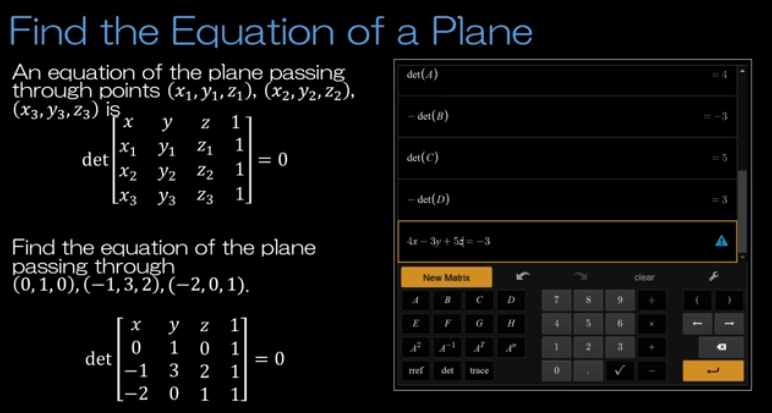 Find the Equation of a Plane
An equation of the plane passing
through points (x₁, y₁, z₁), (x₂, y₂, z₂),
(x₃, y₃, z₃) is
x y z 1
x₁ y₁ z₁ 1
det = 0
x₂ y₂ z₂ 1
x₃ y₃ z₃ 1
Find the equation of the plane
passing through
(0, 1, 0), (−1, 3, 2), (−2, 0, 1).
x y z 1
0 1 0 1
det = 0
−1 3 2 1
−2 0 1 1
det(A) = 4
− det(B) = −3
det(C) = 5
− det(D) = 3
4x − 3y + 5z = −3
New Matrix clear
A B C D 7 8 9 ÷ ( )
E F G H 4 5 6 × ← →
A² A⁻¹ Aᵀ Aⁿ 1 2 3 +
rref det trace 0 . √ −